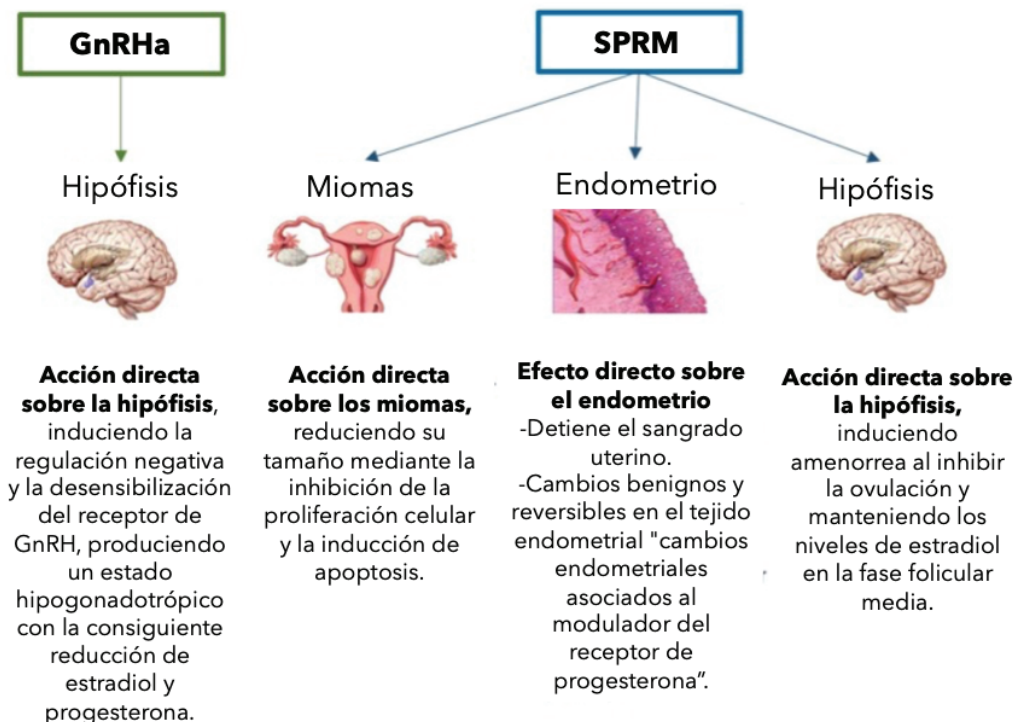 GnRHa
SPRM
Hipófisis
Miomas
Endometrio
Hipófisis
Acción directa
sobre la hipófisis,
induciendo la
regulación negativa
y la desensibilización
del receptor de
GnRH, produciendo
un estado
hipogonadotrópico
con la consiguiente
reducción de
estradiol y
progesterona.
Acción directa
sobre los miomas,
reduciendo su
tamaño mediante la
inhibición de la
proliferación celular
y la inducción de
apoptosis.
Efecto directo sobre
el endometrio
-Detiene el sangrado
uterino.
-Cambios benignos y
reversibles en el tejido
endometrial "cambios
endometriales
asociados al
modulador del
receptor de
progesterona”.
Acción directa sobre
la hipófisis,
induciendo
amenorrea al inhibir
la ovulación y
manteniendo los
niveles de estradiol
en la fase folicular
media.